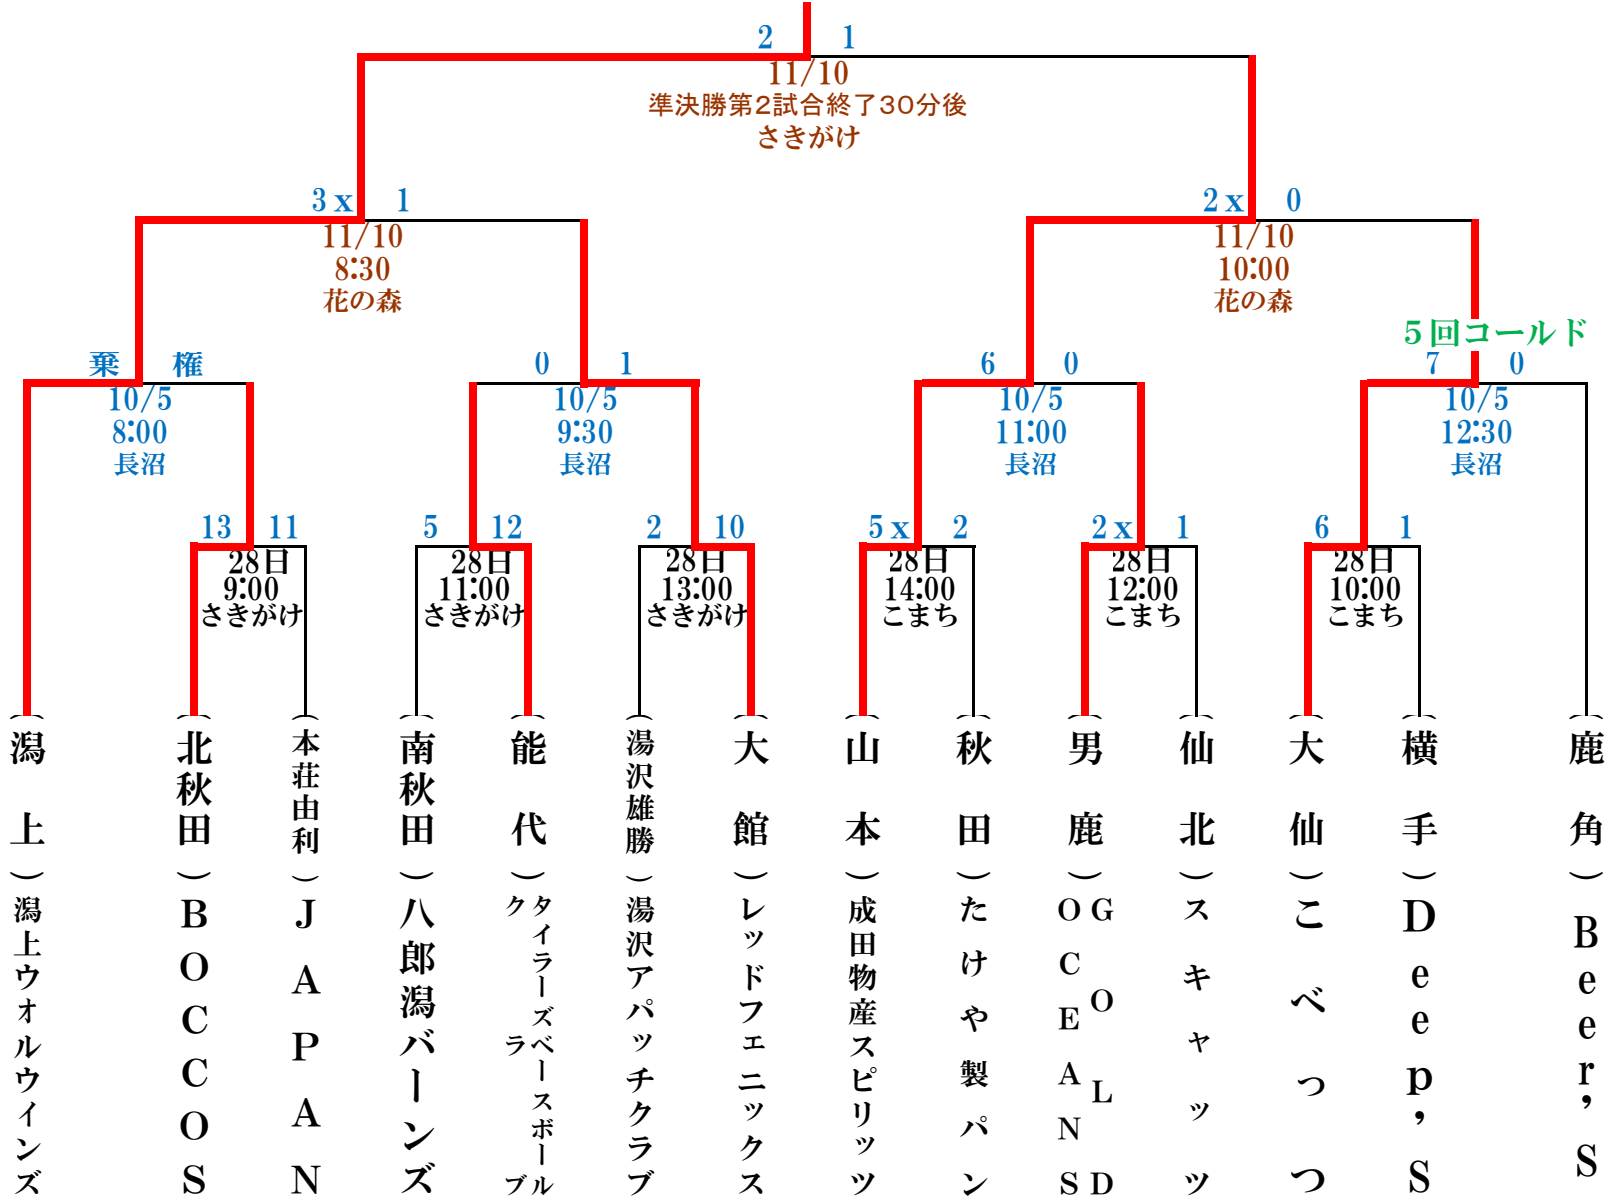 2 1
11/10
準決勝第2試合終了30分後
さきがけ
3x 1
2x 0
11/10
8:30
花の森
11/10
10:00
花の森
5回コールド
棄 権
0 1
6 0
7 0
10/5
8:00
長沼
10/5
9:30
長沼
10/5
11:00
長沼
10/5
12:30
長沼
13 11
5 12
2 10
5x 2
2x 1
6 1
28日
9:00
さきがけ
28日
11:00
さきがけ
28日
13:00
さきがけ
28日
14:00
こまち
28日
12:00
こまち
28日
10:00
こまち
(潟上)潟上ウオルウインズ
(北秋田)BOCCOS
(本荘由利)JAPAN
(南秋田)八郎潟バーンズ
(能代)タイラーズベースボールクラブ
(湯沢雄勝)湯沢アパッチクラブ
(大館)レッドフェニックス
(山本)成田物産スピリッツ
(秋田)たけや製パン
(男鹿)GOLD OCEANS
(仙北)スキャッツ
(大仙)こべっつ
(横手)Deep’S
(鹿角)Beer’S